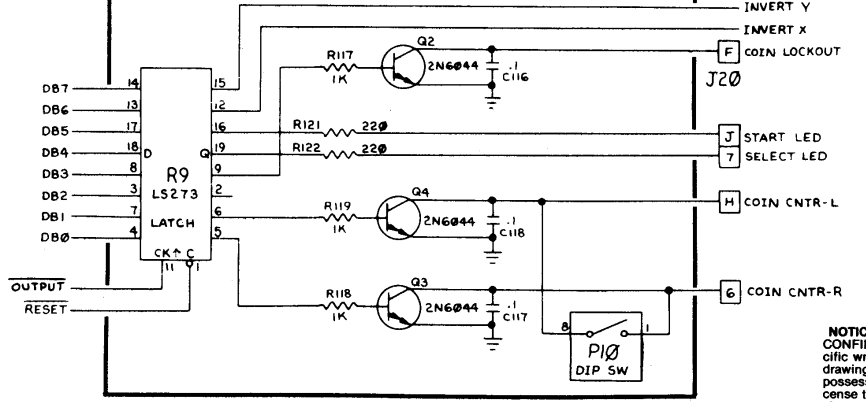 INVERT Y
INVERT X
F COIN LOCKOUT
J2Ø
Q2
R117
1K
2N6Ø44
.1
C116
DB7 14 15
DB6 13 12
DB5 17 16
DB4 18 D Q 19
DB3 8 9
DB2 3 2
DB1 7 6
DBØ 4 5
R9
LS273
LATCH
CK↑ C
11 1
OUTPUT
RESET
R121 22Ø
R122 22Ø
J START LED
7 SELECT LED
Q4
R119
1K
2N6Ø44
.1
C118
H COIN CNTR-L
Q3
R118
1K
2N6Ø44
.1
C117
6 COIN CNTR-R
8 1
P1Ø
DIP SW
NOTIC
CONFI
cific wr
drawing
possess
cense t